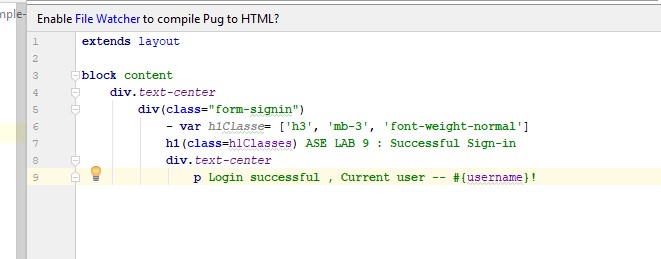 mple-
Enable File Watcher to compile Pug to HTML?
1 extends layout
2
3 block content
4 div.text-center
5 div(class="form-signin")
6 - var h1Classe= ['h3', 'mb-3', 'font-weight-normal']
7 h1(class=h1Classes) ASE LAB 9 : Successful Sign-in
8 div.text-center
9 p Login successful , Current user -- #{username}!